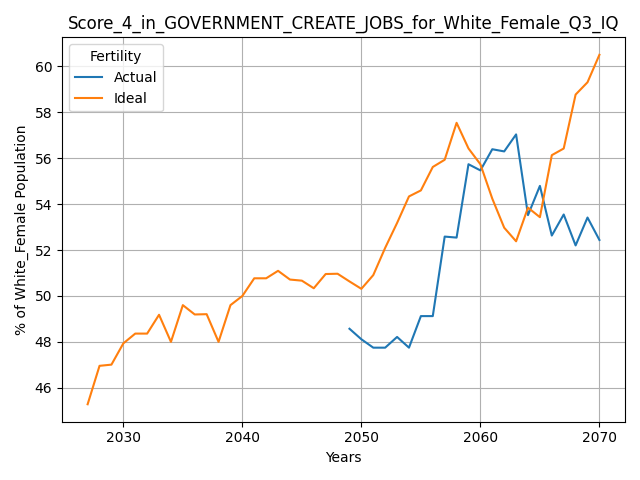 Score_4_in_GOVERNMENT_CREATE_JOBS_for_White_Female_Q3_IQ
Fertility
Actual
Ideal
% of White_Female Population
60
58
56
54
52
50
48
46
2030 2040 2050 2060 2070
Years